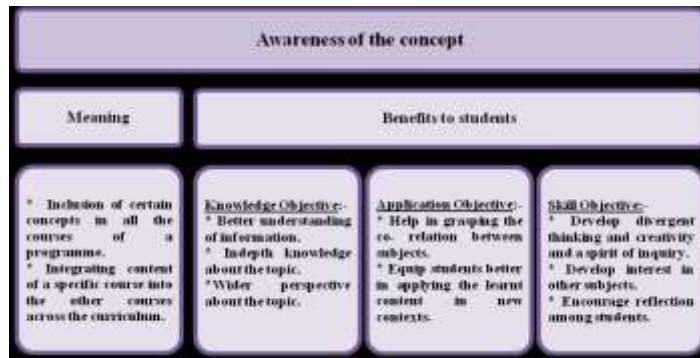 Awareness of the concept
Meaning
Benefits to students
* Inclusion of certain
concepts in all the
courses of a
programme.
* Integrating content
of a specific course into
the other courses
across the curriculum.
Knowledge Objective:-
* Better understanding
of information.
* Indepth knowledge
about the topic.
*Wider perspective
about the topic.
Application Objective:-
* Help in grasping the
co. relation between
subjects.
* Equip students better
in applying the learnt
content in new
contexts.
Skill Objective:-
* Develop divergent
thinking and creativity
and a spirit of inquiry.
* Develop interest in
other subjects.
* Encourage reflection
among students.